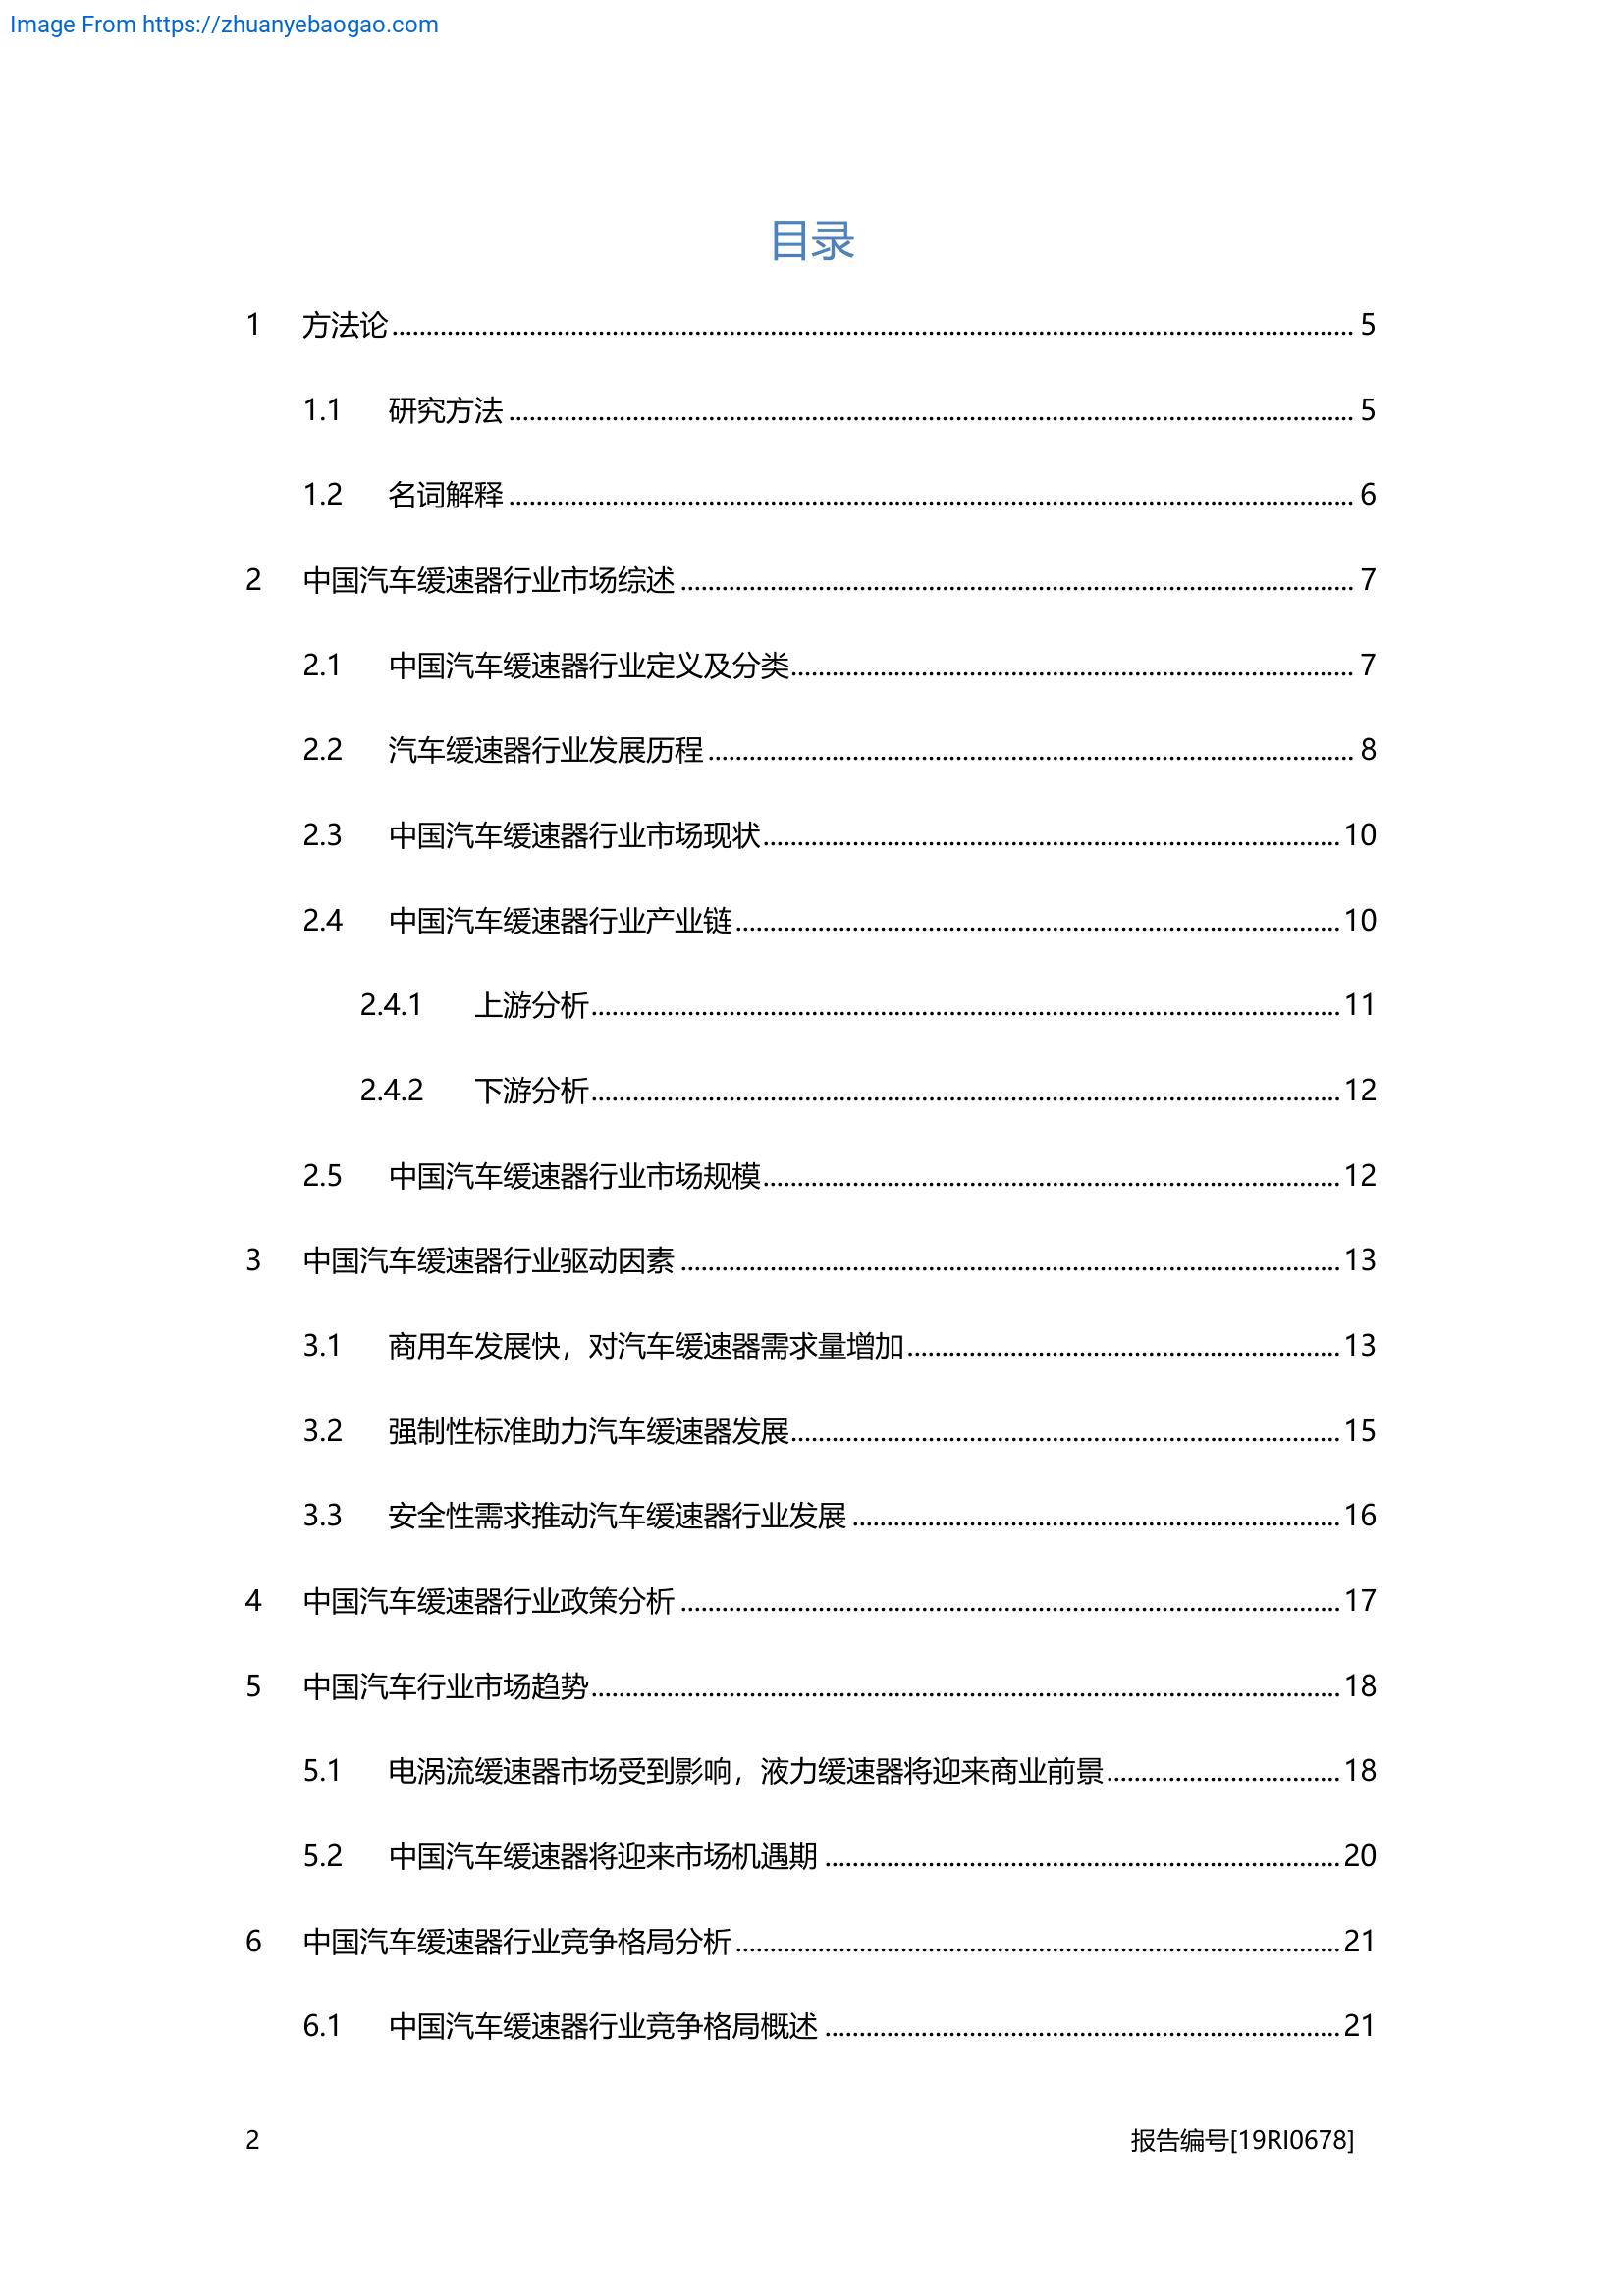 Image From https://zhuanyebaogao.com
目录
1 方法论 5
1.1 研究方法 5
1.2 名词解释 6
2 中国汽车缓速器行业市场综述 7
2.1 中国汽车缓速器行业定义及分类 7
2.2 汽车缓速器行业发展历程 8
2.3 中国汽车缓速器行业市场现状 10
2.4 中国汽车缓速器行业产业链 10
2.4.1 上游分析 11
2.4.2 下游分析 12
2.5 中国汽车缓速器行业市场规模 12
3 中国汽车缓速器行业驱动因素 13
3.1 商用车发展快，对汽车缓速器需求量增加 13
3.2 强制性标准助力汽车缓速器发展 15
3.3 安全性需求推动汽车缓速器行业发展 16
4 中国汽车缓速器行业政策分析 17
5 中国汽车行业市场趋势 18
5.1 电涡流缓速器市场受到影响，液力缓速器将迎来商业前景 18
5.2 中国汽车缓速器将迎来市场机遇期 20
6 中国汽车缓速器行业竞争格局分析 21
6.1 中国汽车缓速器行业竞争格局概述 21
2 报告编号[19RI0678]